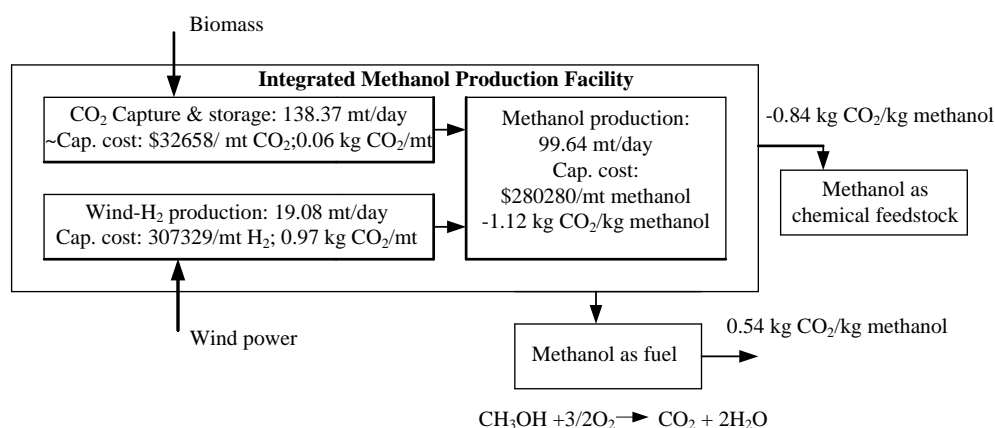 Biomass
Integrated Methanol Production Facility
CO₂ Capture & storage: 138.37 mt/day
~Cap. cost: $32658/ mt CO₂;0.06 kg CO₂/mt
Wind-H₂ production: 19.08 mt/day
Cap. cost: 307329/mt H₂; 0.97 kg CO₂/mt
Methanol production:
99.64 mt/day
Cap. cost:
$280280/mt methanol
-1.12 kg CO₂/kg methanol
-0.84 kg CO₂/kg methanol
Methanol as
chemical feedstock
Wind power
Methanol as fuel
0.54 kg CO₂/kg methanol
CH₃OH +3/2O₂→ CO₂ + 2H₂O